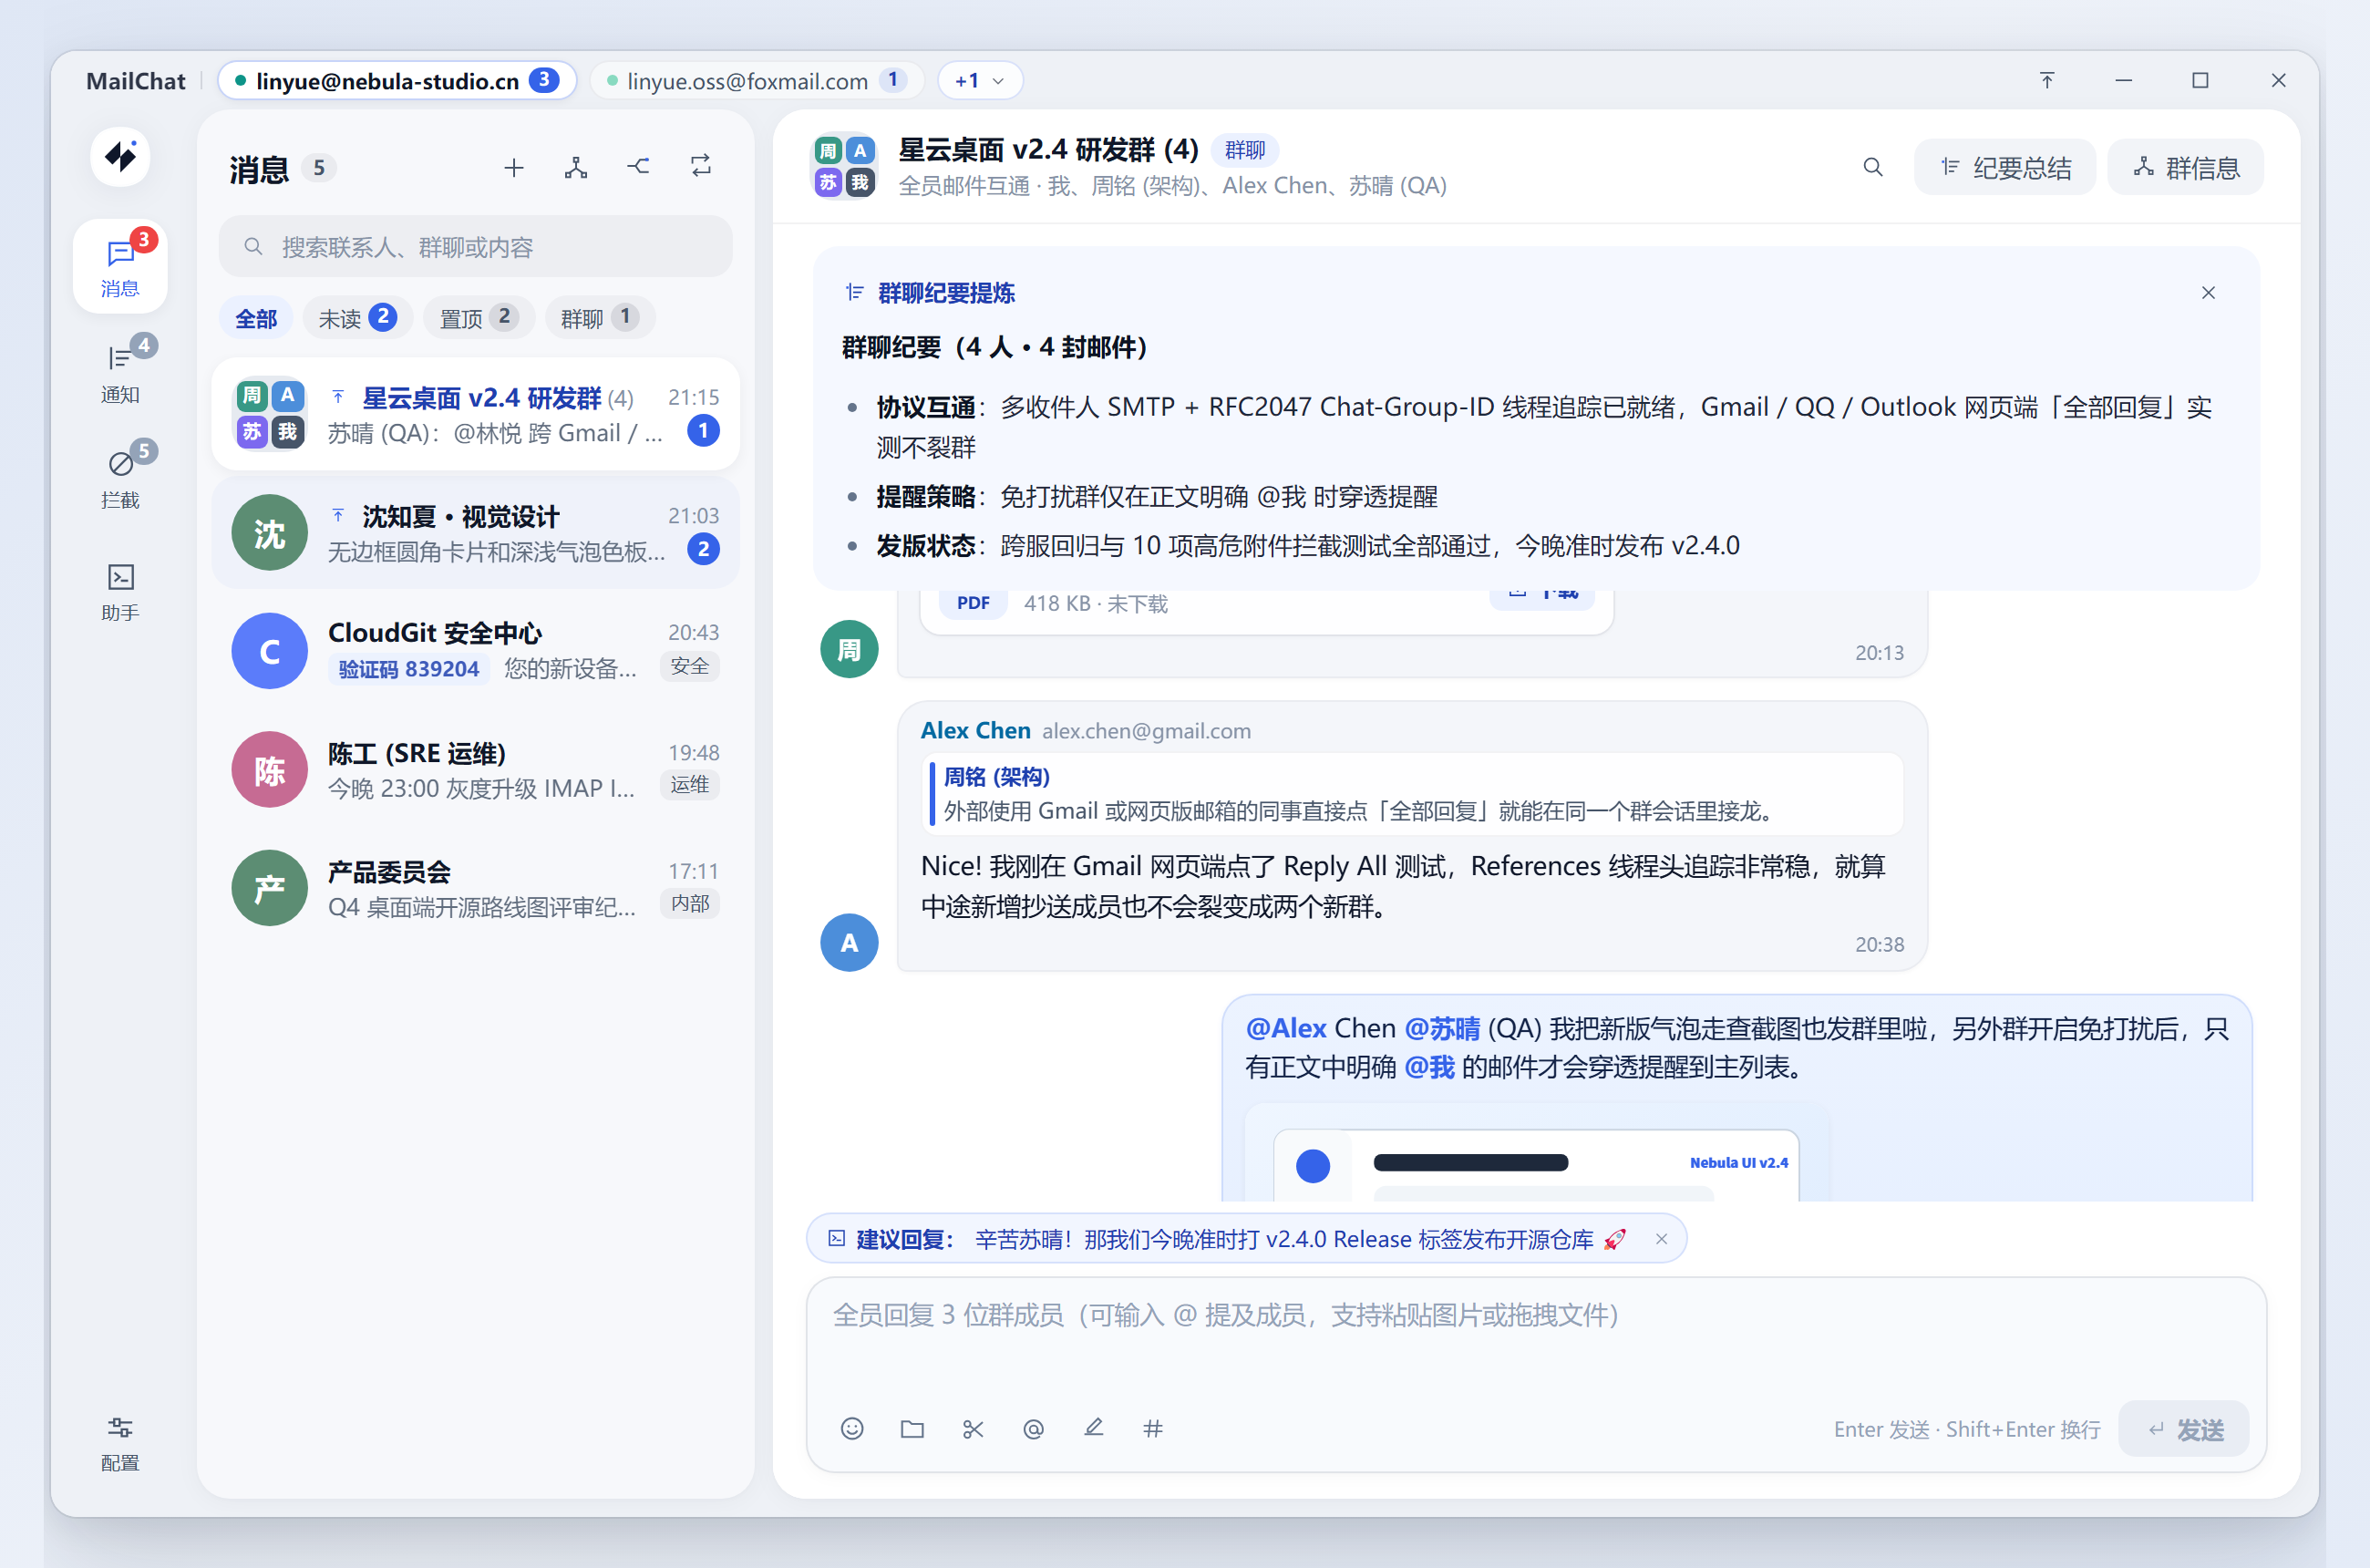 MailChat
linyue@nebula-studio.cn 3
linyue.oss@foxmail.com 1
+1
消息 3
通知 4
拦截 5
助手
配置
消息 5
搜索联系人、群聊或内容
全部
未读 2
置顶 2
群聊 1
周 A 苏 我
星云桌面 v2.4 研发群 (4) 21:15
苏晴 (QA)：@林悦 跨 Gmail / ... 1
沈
沈知夏 • 视觉设计 21:03
无边框圆角卡片和深浅气泡色板... 2
C
CloudGit 安全中心 20:43
验证码 839204 您的新设备... 安全
陈
陈工 (SRE 运维) 19:48
今晚 23:00 灰度升级 IMAP I... 运维
产
产品委员会 17:11
Q4 桌面端开源路线图评审纪... 内部
周 A 苏 我
星云桌面 v2.4 研发群 (4) 群聊
全员邮件互通 · 我、周铭 (架构)、Alex Chen、苏晴 (QA)
纪要总结
群信息
群聊纪要提炼
群聊纪要（4 人 • 4 封邮件）
协议互通：多收件人 SMTP + RFC2047 Chat-Group-ID 线程追踪已就绪，Gmail / QQ / Outlook 网页端「全部回复」实
测不裂群
提醒策略：免打扰群仅在正文明确 @我 时穿透提醒
发版状态：跨服回归与 10 项高危附件拦截测试全部通过，今晚准时发布 v2.4.0
PDF 418 KB · 未下载 下载
周
20:13
Alex Chen alex.chen@gmail.com
周铭 (架构)
外部使用 Gmail 或网页版邮箱的同事直接点「全部回复」就能在同一个群会话里接龙。
Nice! 我刚在 Gmail 网页端点了 Reply All 测试，References 线程头追踪非常稳，就算
中途新增抄送成员也不会裂变成两个新群。
A
20:38
@Alex Chen @苏晴 (QA) 我把新版气泡走查截图也发群里啦，另外群开启免打扰后，只
有正文中明确 @我 的邮件才会穿透提醒到主列表。
Nebula UI v2.4
建议回复： 辛苦苏晴！那我们今晚准时打 v2.4.0 Release 标签发布开源仓库 🚀
全员回复 3 位群成员（可输入 @ 提及成员，支持粘贴图片或拖拽文件）
Enter 发送 · Shift+Enter 换行
发送